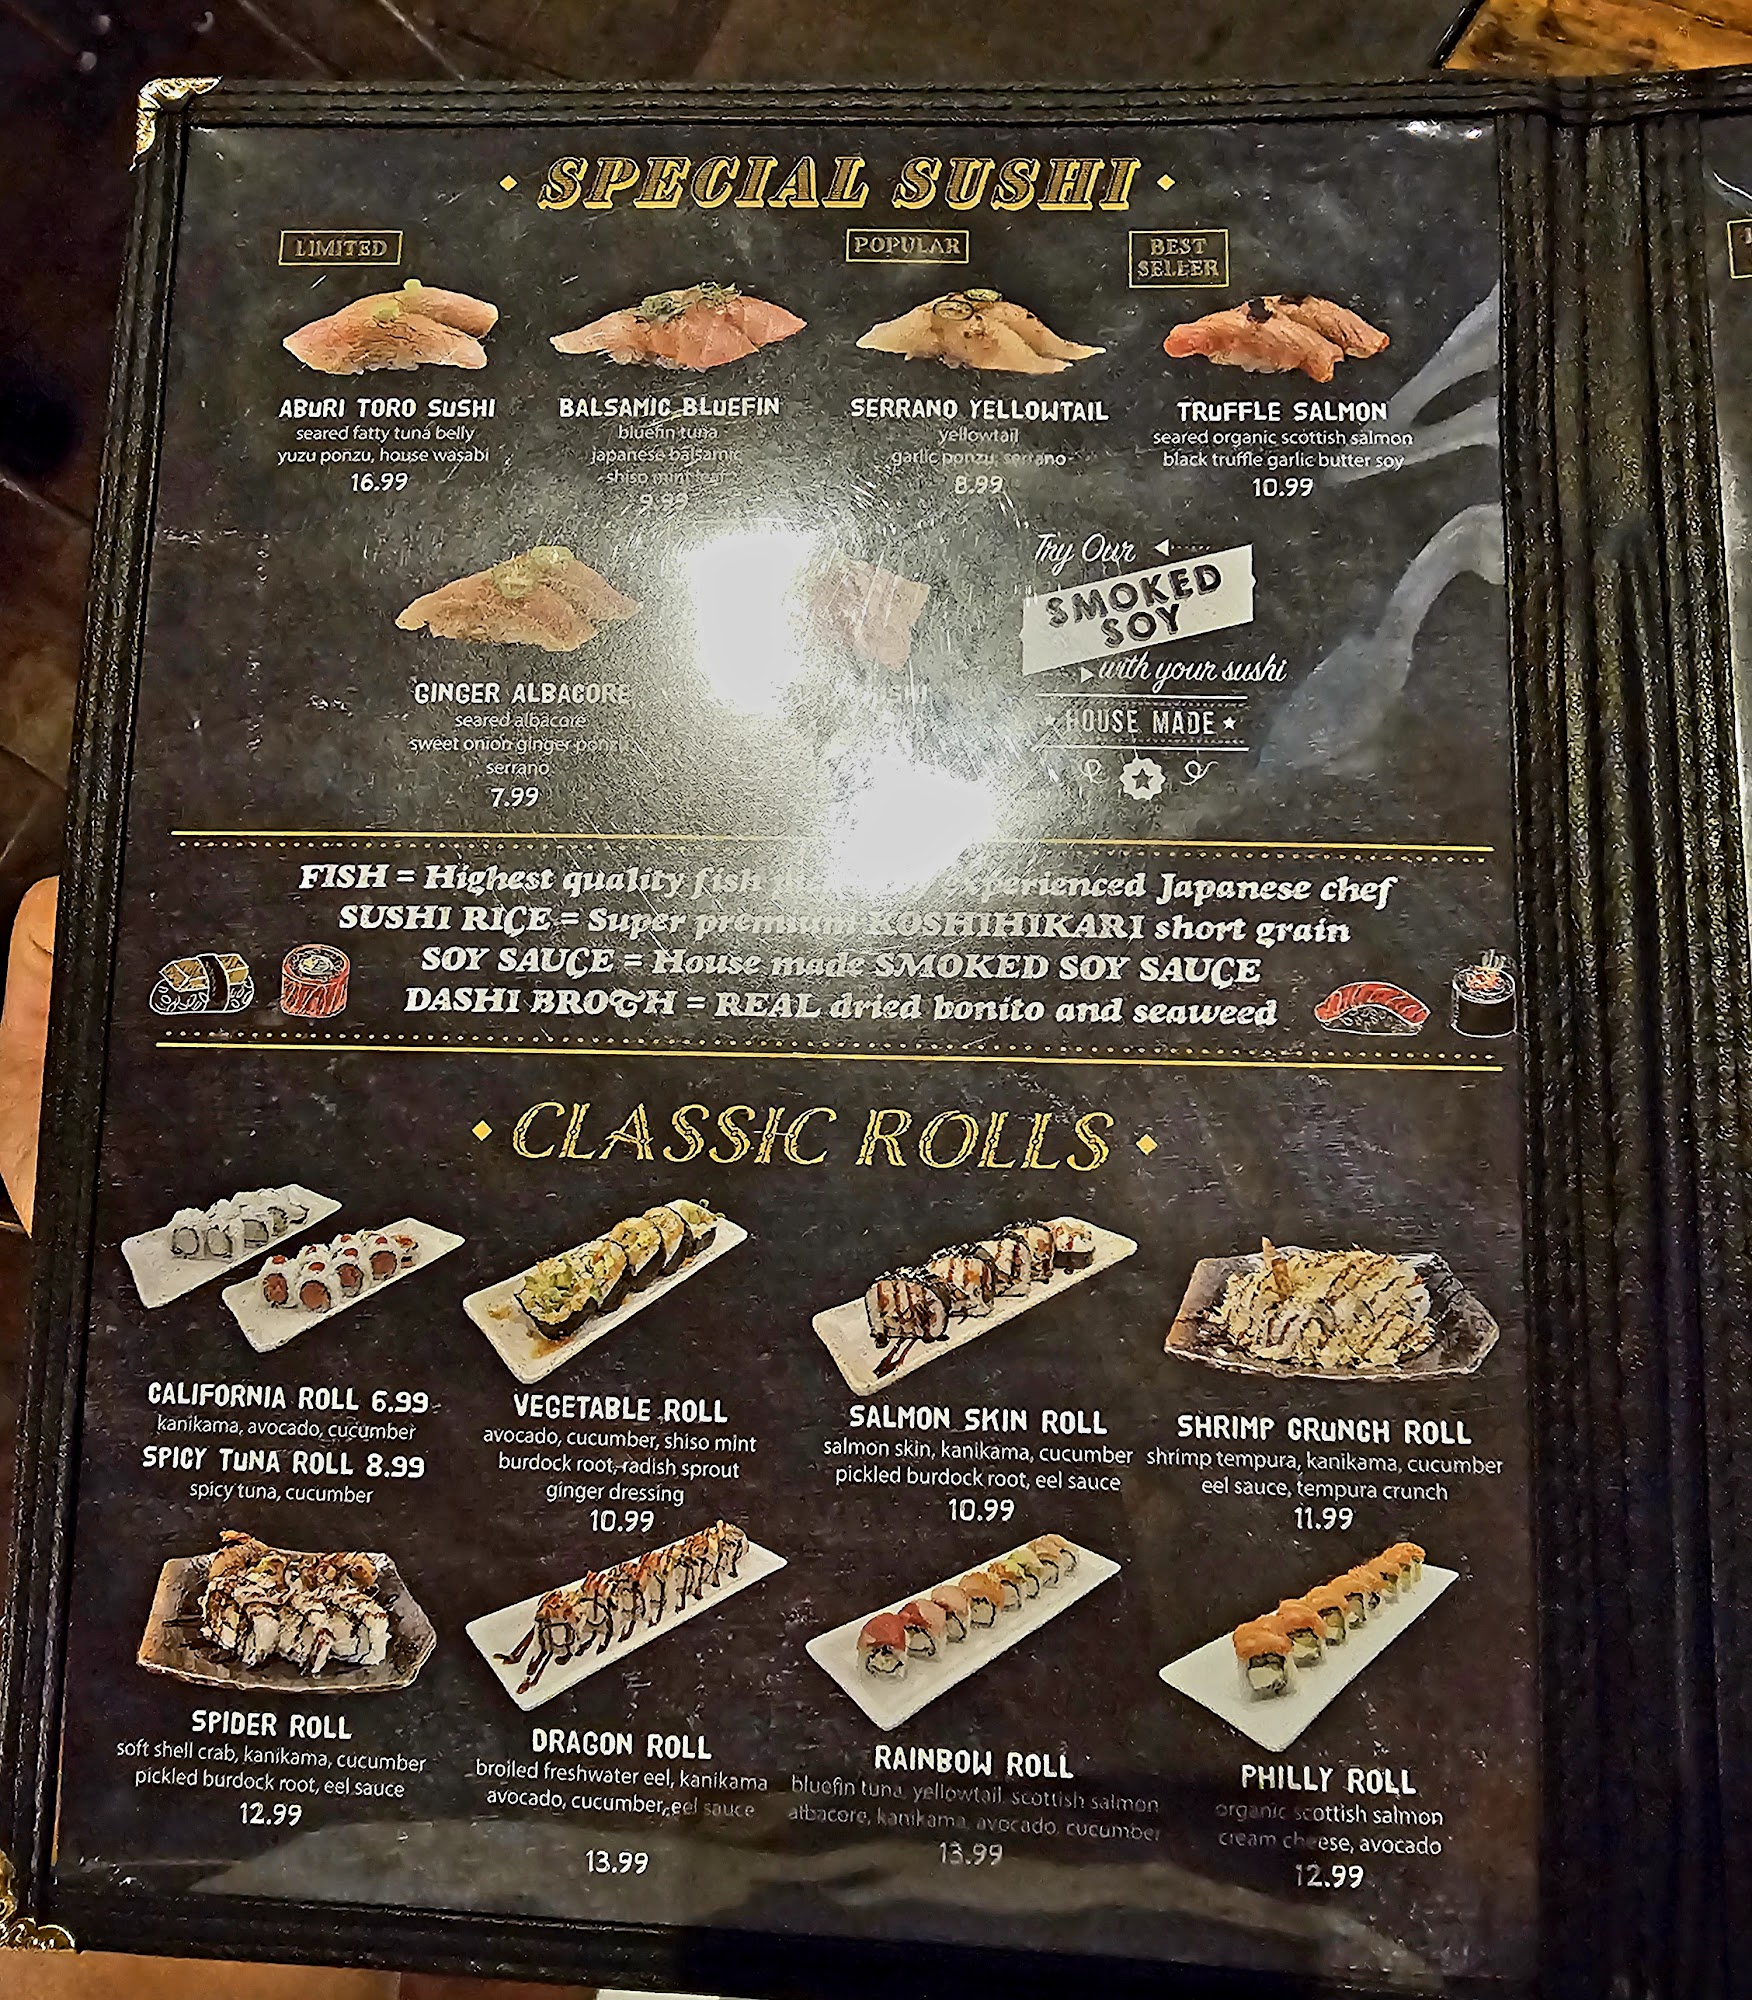 SPECIAL SUSHI
LIMITED
POPULAR
BEST
SELLER
ABURI TORO SUSHI
seared fatty tuna belly
yuzu ponzu, house wasabi
16.99
BALSAMIC BLUEFIN
bluefin tuna
japanese balsamic
shiso mint leaf
9.99
SERRANO YELLOWTAIL
yellowtail
garlic ponzu, serrano
8.99
TRUFFLE SALMON
seared organic scottish salmon
black truffle garlic butter soy
10.99
GINGER ALBACORE
seared albacore
sweet onion ginger ponzu
serrano
7.99
Try Our
SMOKED
SOY
with your sushi
HOUSE MADE
FISH = Highest quality fish experienced Japanese chef
SUSHI RICE = Super premium KOSHIHIKARI short grain
SOY SAUCE = House made SMOKED SOY SAUCE
DASHI BROTH = REAL dried bonito and seaweed
CLASSIC ROLLS
CALIFORNIA ROLL 6.99
kanikama, avocado, cucumber
SPICY TUNA ROLL 8.99
spicy tuna, cucumber
VEGETABLE ROLL
avocado, cucumber, shiso mint
burdock root, radish sprout
ginger dressing
10.99
SALMON SKIN ROLL
salmon skin, kanikama, cucumber
pickled burdock root, eel sauce
10.99
SHRIMP CRUNCH ROLL
shrimp tempura, kanikama, cucumber
eel sauce, tempura crunch
11.99
SPIDER ROLL
soft shell crab, kanikama, cucumber
pickled burdock root, eel sauce
12.99
DRAGON ROLL
broiled freshwater eel, kanikama
avocado, cucumber, eel sauce
13.99
RAINBOW ROLL
bluefin tuna, yellowtail, scottish salmon
albacore, kanikama, avocado, cucumber
13.99
PHILLY ROLL
organic scottish salmon
cream cheese, avocado
12.99